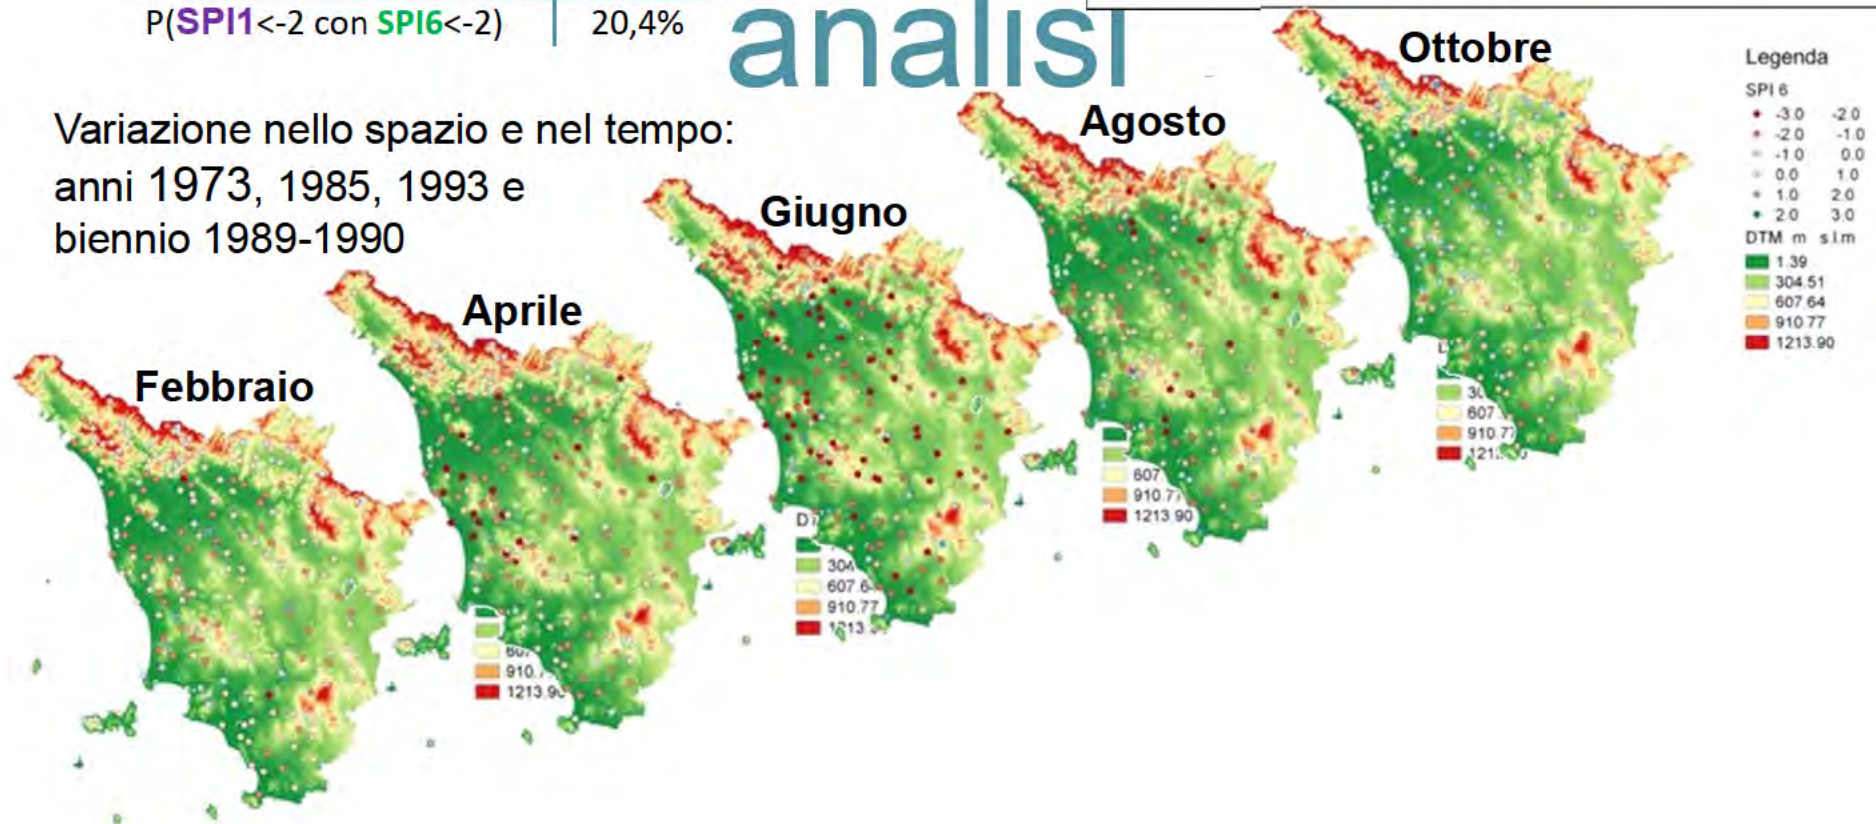 P(SPI1<-2 con SPI6<-2) 20,4%
analisi
Variazione nello spazio e nel tempo:
anni 1973, 1985, 1993 e
biennio 1989-1990
Febbraio
Aprile
Giugno
Agosto
Ottobre
Legenda
SPI 6
-3.0 -2.0
-2.0 -1.0
-1.0 0.0
0.0 1.0
1.0 2.0
2.0 3.0
DTM m s.l.m
1.39
304.51
607.64
910.77
1213.90
910.
1213.90
304
607.6
910.77
607
910.77
1213.90
607
910.77